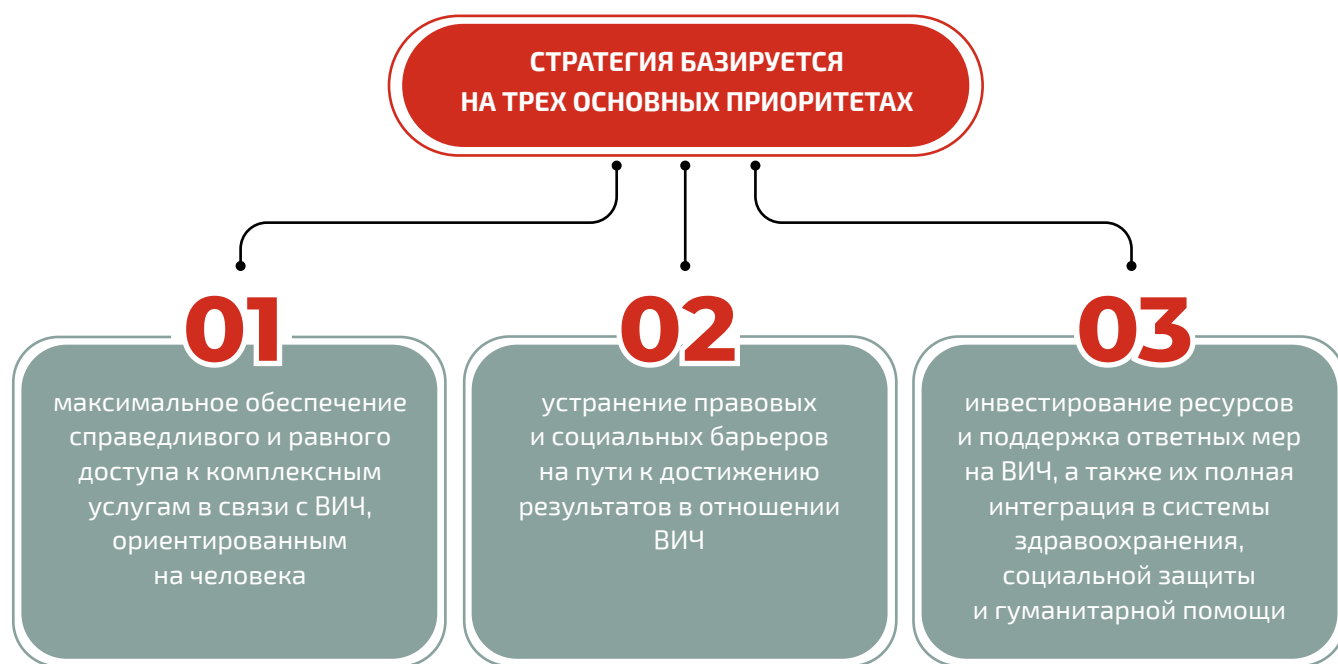 СТРАТЕГИЯ БАЗИРУЕТСЯ
НА ТРЕХ ОСНОВНЫХ ПРИОРИТЕТАХ
01
максимальное обеспечение
справедливого и равного
доступа к комплексным
услугам в связи с ВИЧ,
ориентированным
на человека
02
устранение правовых
и социальных барьеров
на пути к достижению
результатов в отношении
ВИЧ
03
инвестирование ресурсов
и поддержка ответных мер
на ВИЧ, а также их полная
интеграция в системы
здравоохранения,
социальной защиты
и гуманитарной помощи